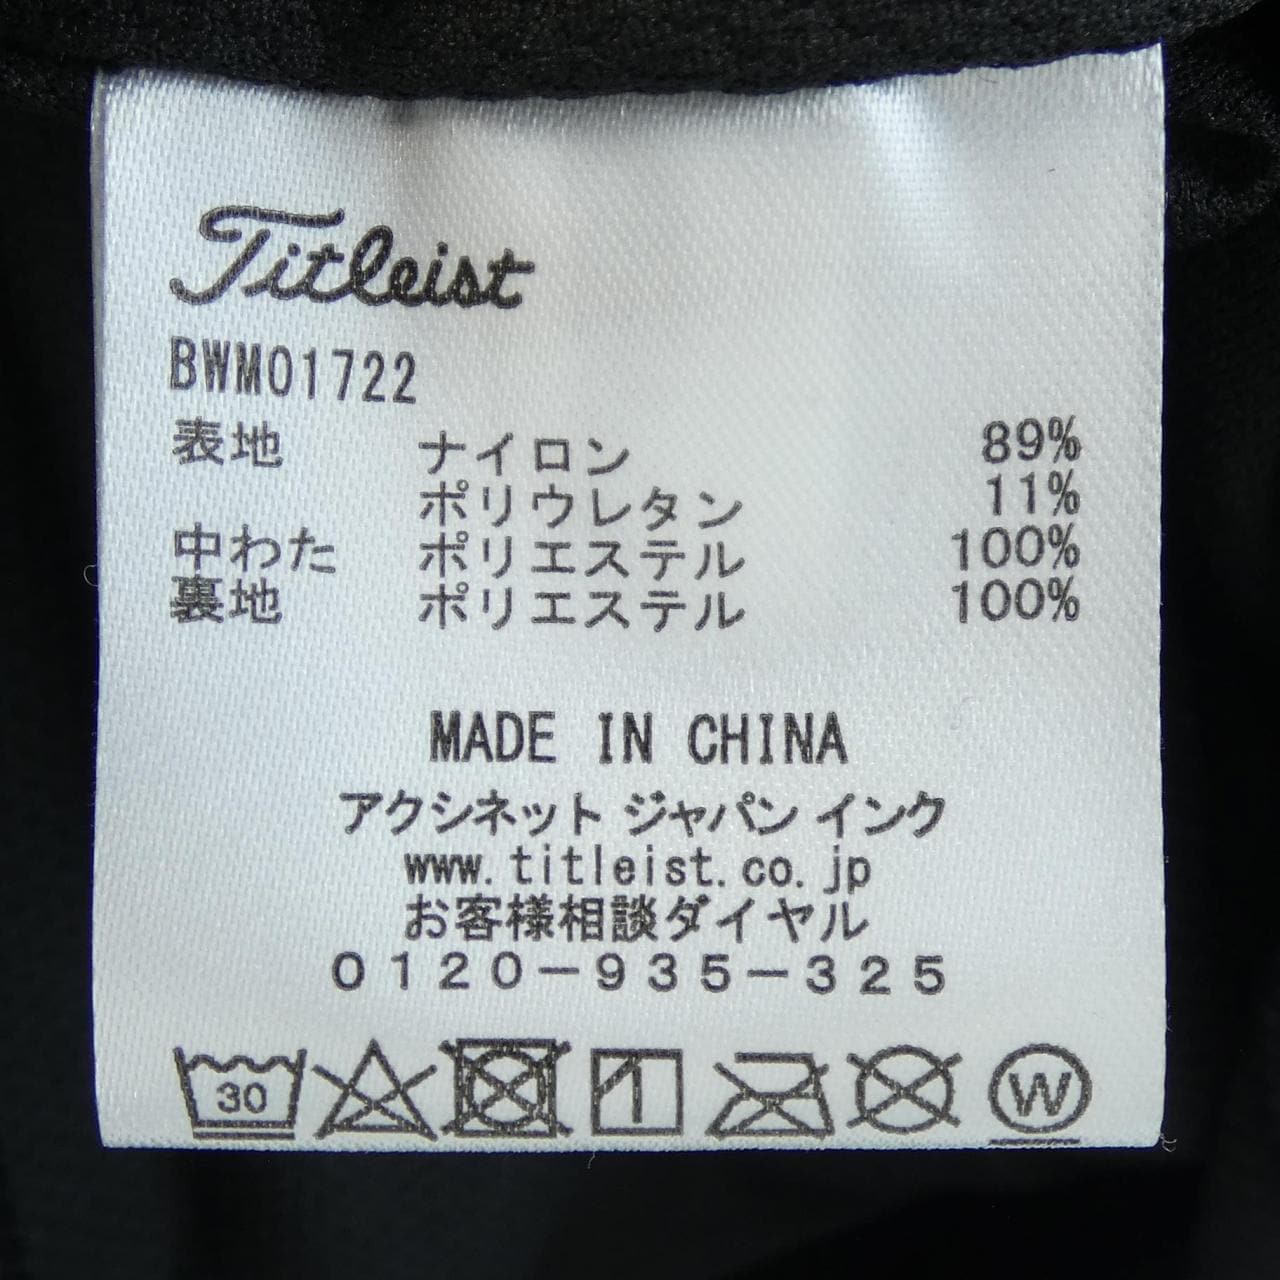 Titleist
BWM01722
表地 ナイロン 89%
ポリウレタン 11%
中わた ポリエステル 100%
裏地 ポリエステル 100%
MADE IN CHINA
アクシネット ジャパン インク
www.titleist.co.jp
お客様相談ダイヤル
0120-935-325
30 W